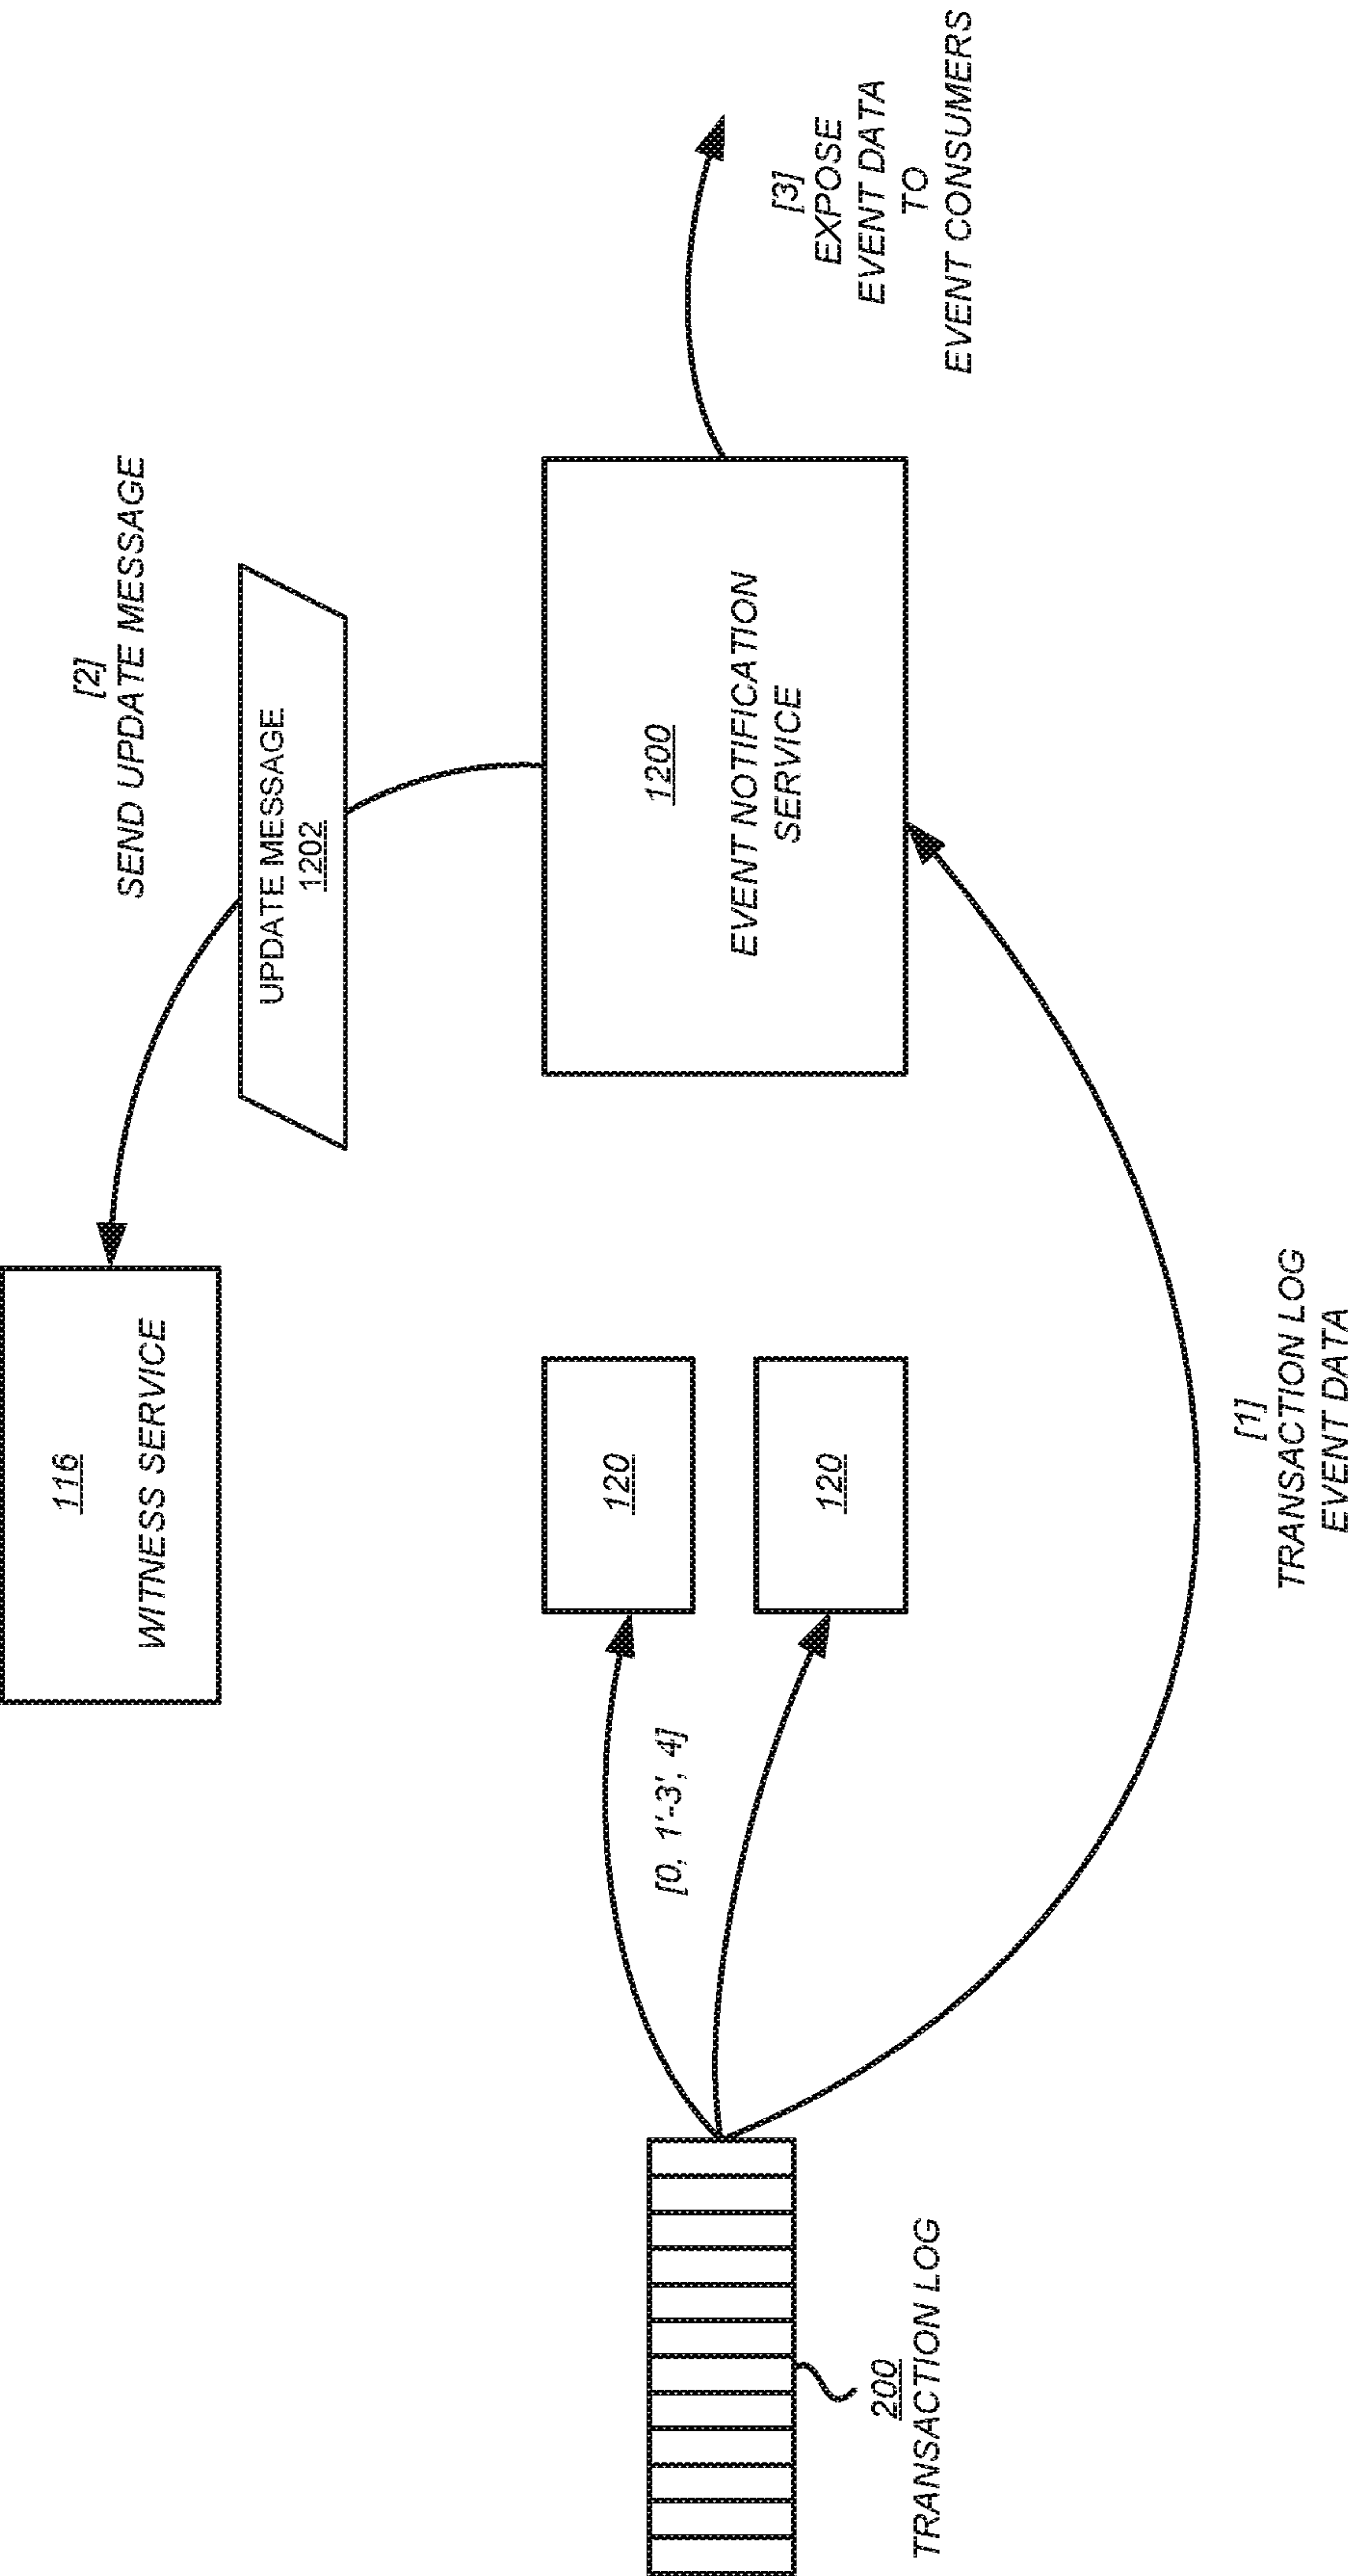 116
WITNESS SERVICE
[2]
SEND UPDATE MESSAGE
UPDATE MESSAGE
1202
120
120
1200
EVENT NOTIFICATION
SERVICE
[3]
EXPOSE
EVENT DATA
TO
EVENT CONSUMERS
[0, 1'-3', 4]
200
TRANSACTION LOG
[1]
TRANSACTION LOG
EVENT DATA